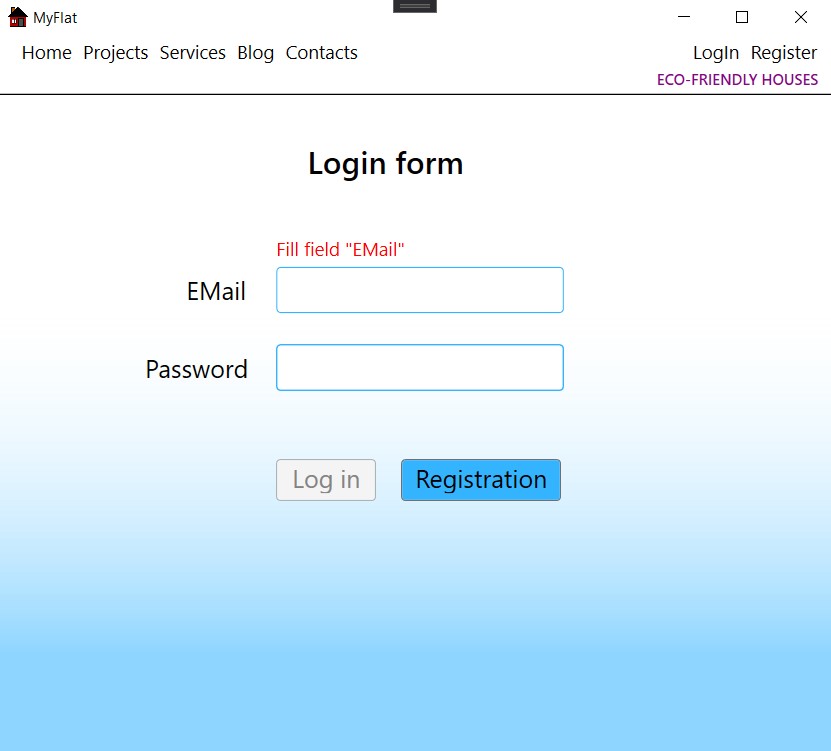 MyFlat
Home Projects Services Blog Contacts LogIn Register
ECO-FRIENDLY HOUSES
Login form
Fill field "EMail"
EMail
Password
Log in Registration